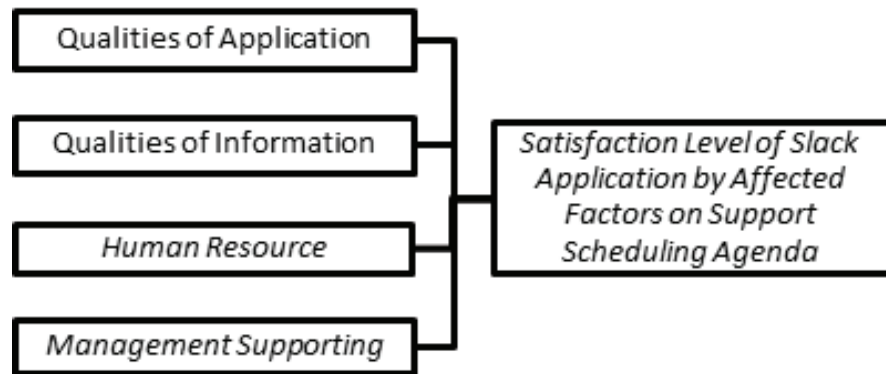 Qualities of Application
Qualities of Information
Human Resource
Management Supporting
Satisfaction Level of Slack
Application by Affected
Factors on Support
Scheduling Agenda